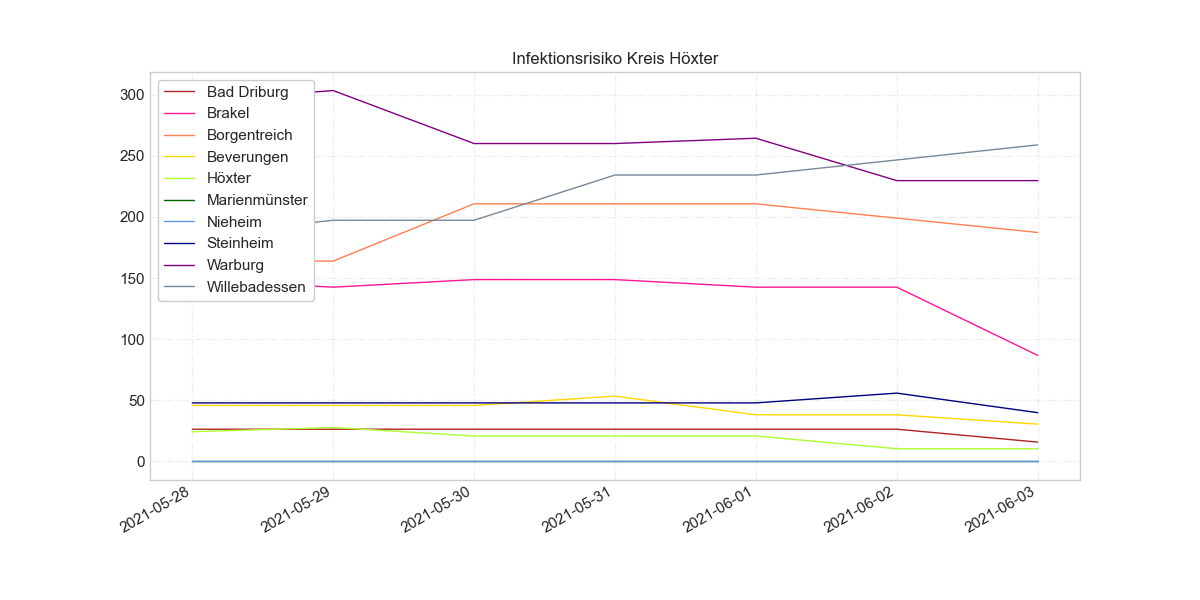 Infektionsrisiko Kreis Höxter
300
250
200
150
100
50
0
Bad Driburg
Brakel
Borgentreich
Beverungen
Höxter
Marienmünster
Nieheim
Steinheim
Warburg
Willebadessen
2021-05-28
2021-05-29
2021-05-30
2021-05-31
2021-06-01
2021-06-02
2021-06-03